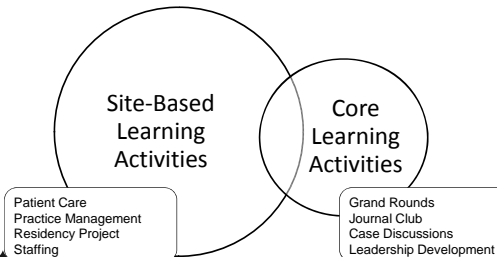 Site-Based
Learning
Activities
Core
Learning
Activities
Patient Care
Practice Management
Residency Project
Staffing
Grand Rounds
Journal Club
Case Discussions
Leadership Development